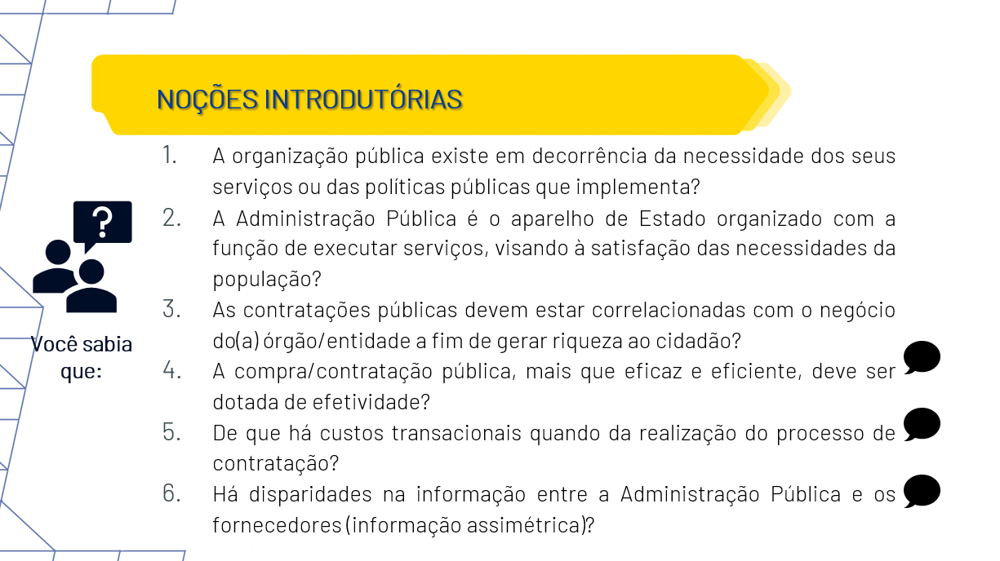 NOÇÕES INTRODUTÓRIAS
1. A organização pública existe em decorrência da necessidade dos seus
serviços ou das políticas públicas que implementa?
2. A Administração Pública é o aparelho de Estado organizado com a
função de executar serviços, visando à satisfação das necessidades da
população?
3. As contratações públicas devem estar correlacionadas com o negócio
do(a) órgão/entidade a fim de gerar riqueza ao cidadão?
4. A compra/contratação pública, mais que eficaz e eficiente, deve ser
dotada de efetividade?
5. De que há custos transacionais quando da realização do processo de
contratação?
6. Há disparidades na informação entre a Administração Pública e os
fornecedores (informação assimétrica)?
?
Você sabia
que: